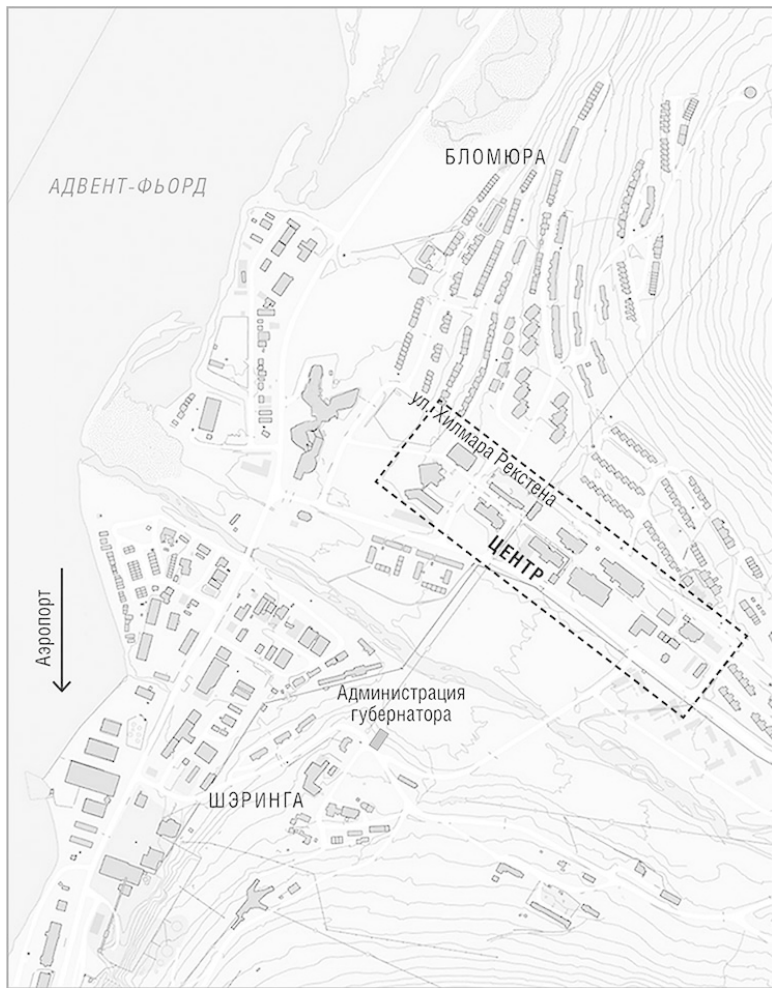 БЛОМЮРА
АДВЕНТ-ФЬОРД
ул. Хилмара Рекстена
ЦЕНТР
Аэропорт
Администрация
губернатора
ШЭРИНГА